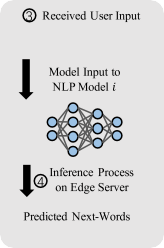 ③ Received User Input
Model Input to
NLP Model i
④ Inference Process
on Edge Server
Predicted Next-Words